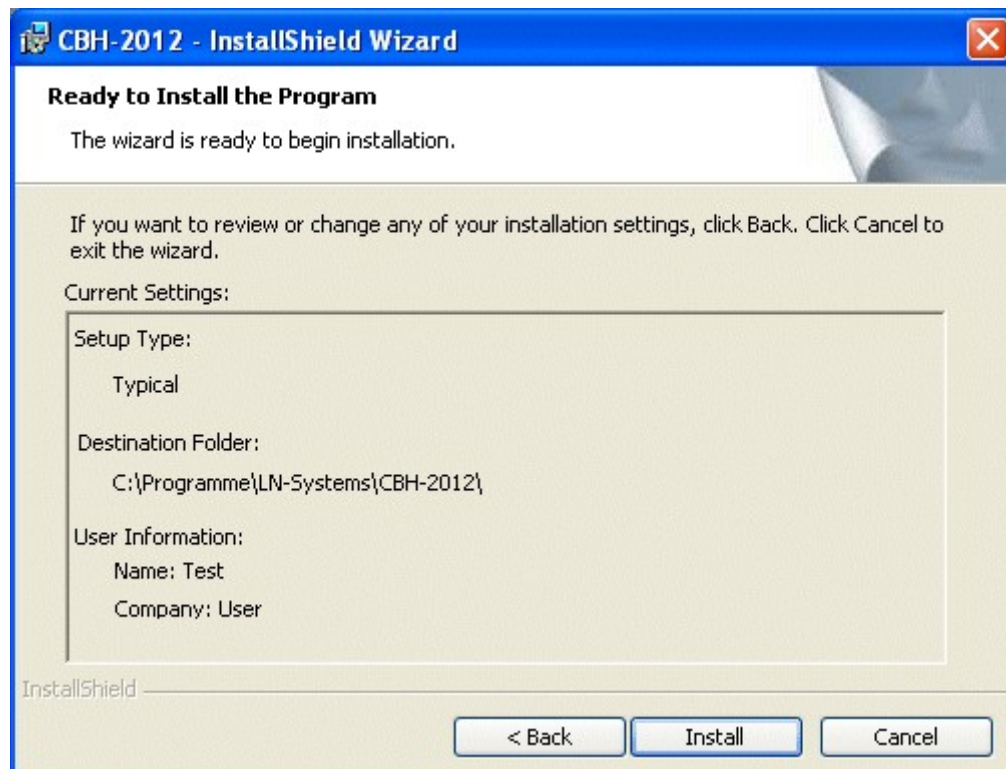 CBH-2012 - InstallShield Wizard
Ready to Install the Program
The wizard is ready to begin installation.
If you want to review or change any of your installation settings, click Back. Click Cancel to
exit the wizard.
Current Settings:
Setup Type:
Typical
Destination Folder:
C:\Programme\LN-Systems\CBH-2012\
User Information:
Name: Test
Company: User
InstallShield
< Back
Install
Cancel